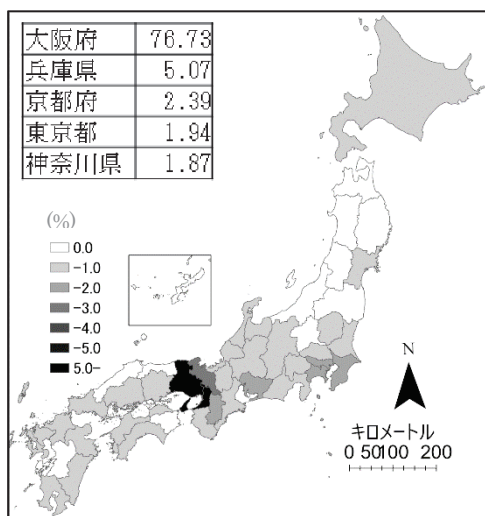 大阪府 76.73
兵庫県 5.07
京都府 2.39
東京都 1.94
神奈川県 1.87
(%)
0.0
-1.0
-2.0
-3.0
-4.0
-5.0
5.0-
N
キロメートル
0 50100 200